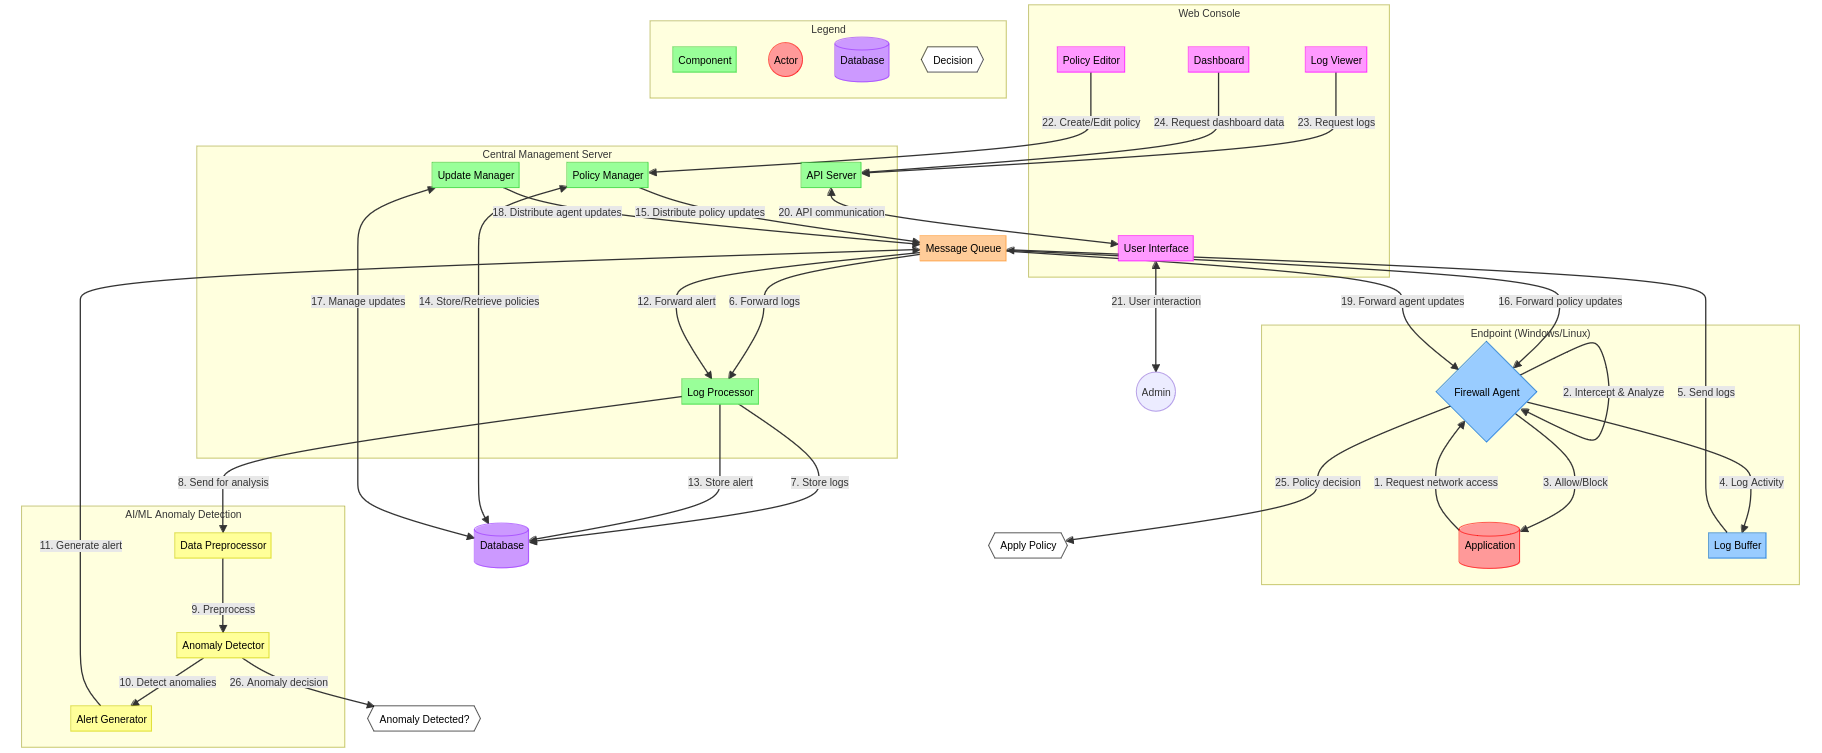 Web Console
Legend
Component
Actor
Database
Decision
Policy Editor
Dashboard
Log Viewer
22. Create/Edit policy
24. Request dashboard data
23. Request logs
Central Management Server
Update Manager
Policy Manager
API Server
18. Distribute agent updates
15. Distribute policy updates
20. API communication
Message Queue
User Interface
17. Manage updates
14. Store/Retrieve policies
12. Forward alert
6. Forward logs
21. User interaction
19. Forward agent updates
16. Forward policy updates
Endpoint (Windows/Linux)
Log Processor
Admin
Firewall Agent
2. Intercept & Analyze
5. Send logs
8. Send for analysis
13. Store alert
7. Store logs
25. Policy decision
1. Request network access
3. Allow/Block
4. Log Activity
AI/ML Anomaly Detection
11. Generate alert
Data Preprocessor
Database
Apply Policy
Application
Log Buffer
9. Preprocess
Anomaly Detector
10. Detect anomalies
26. Anomaly decision
Alert Generator
Anomaly Detected?